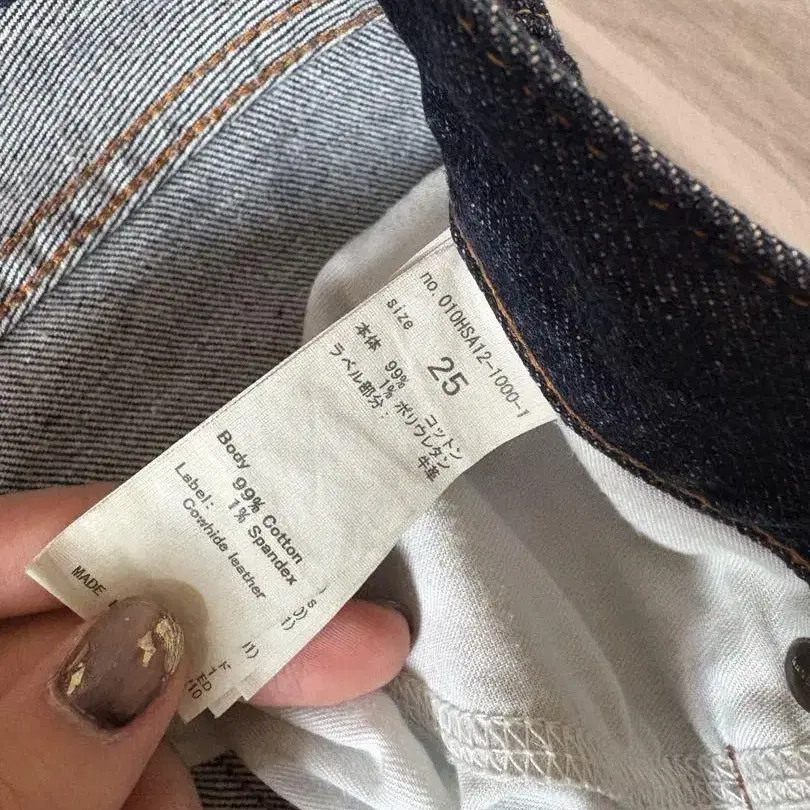 no.010HSA12-1000-1
size 25
本体 99% コットン
1% ポリウレタン
ラベル部分: 牛革
Body 99% Cotton
1% Spandex
Label:
Cowhide leather
MADE